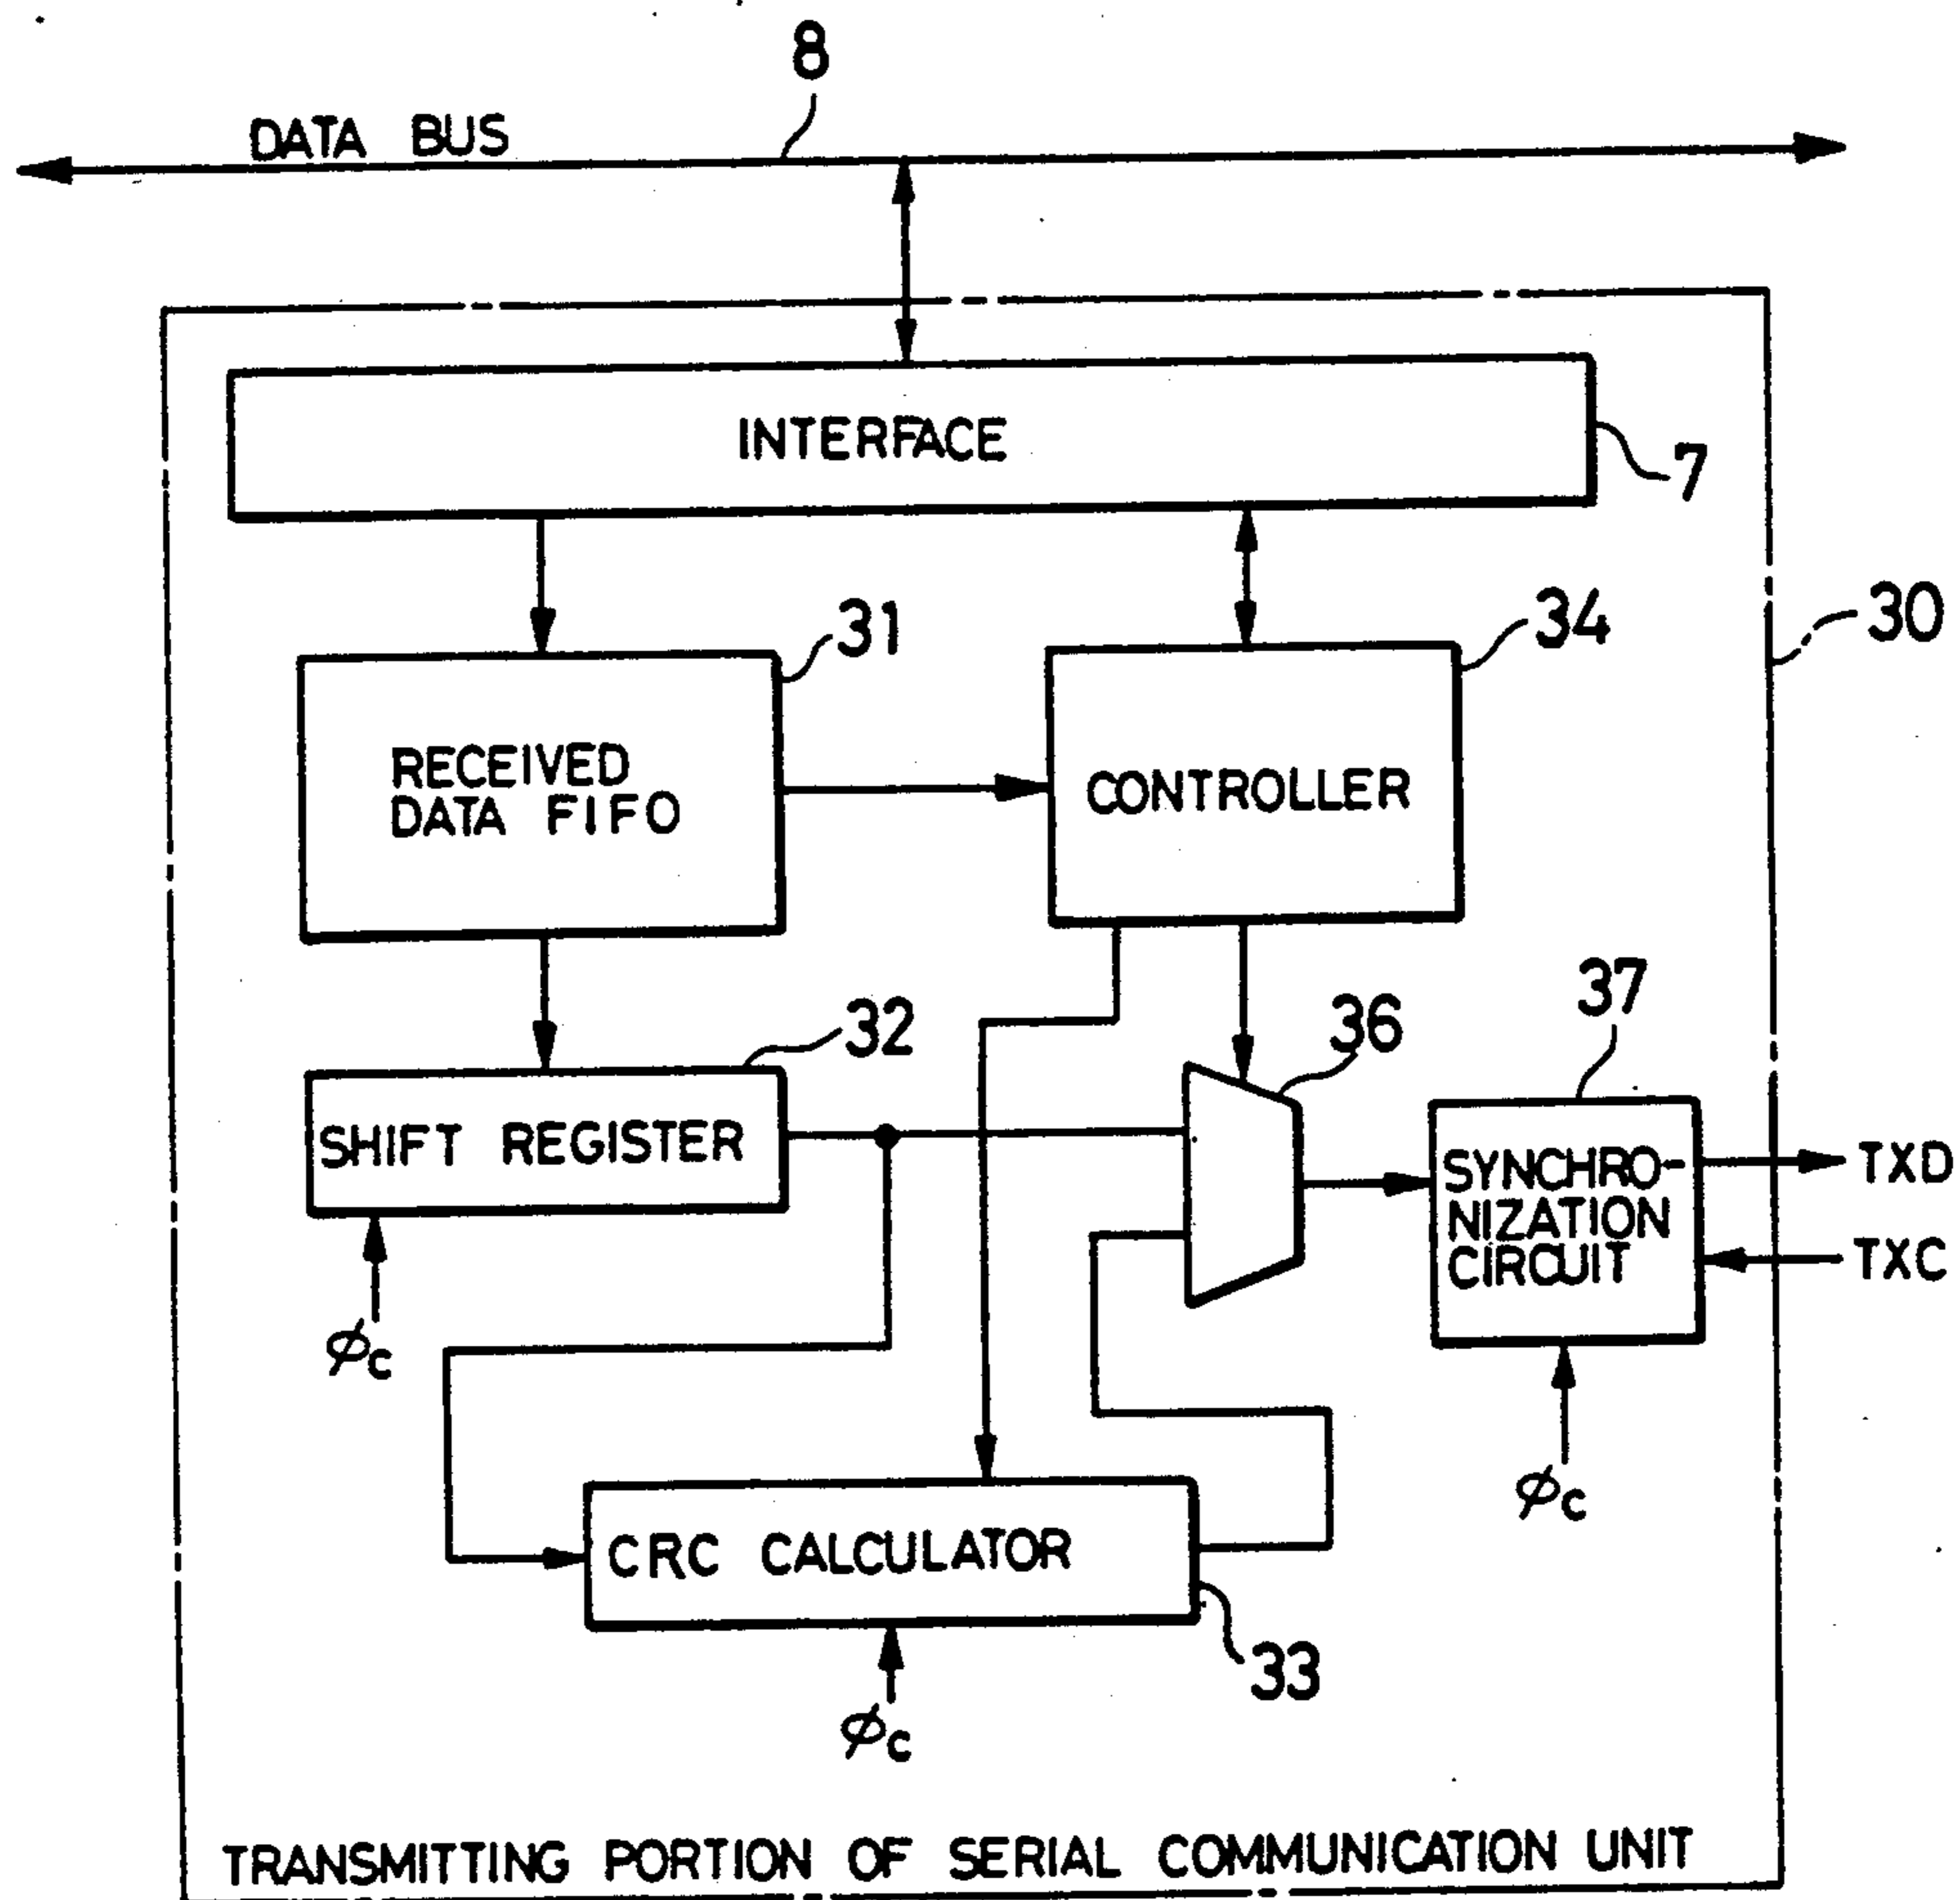 8
DATA BUS
INTERFACE
7
30
31
34
RECEIVED
DATA FIFO
CONTROLLER
37
32
36
SHIFT REGISTER
SYNCHRO-
NIZATION
CIRCUIT
TXD
TXC
φc
φc
CRC CALCULATOR
33
φc
TRANSMITTING PORTION OF SERIAL COMMUNICATION UNIT